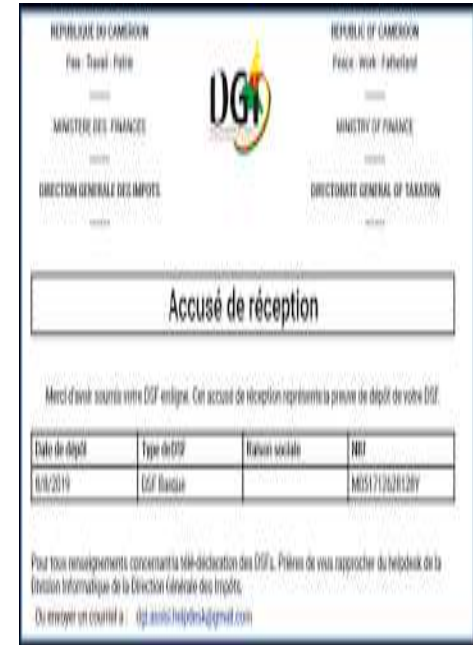 REPUBLIQUE DU CAMEROUN
Paix - Travail - Patrie
MINISTERE DES FINANCES
DIRECTION GENERALE DES IMPOTS
DGI
REPUBLIC OF CAMEROON
Peace - Work - Fatherland
MINISTRY OF FINANCE
DIRECTORATE GENERAL OF TAXATION
Accusé de réception
Merci d'avoir soumis votre DSF enligne. Cet accusé de réception représente la preuve de dépôt de votre DSF.
Date de dépôt Type de DSF Raison sociale NIU
8/8/2019 DSF
Pour tous renseignements concernant la télé-déclaration des DSFs. Prières de vous rapprocher du helpdesk de la
Division Informatique de la Direction Générale des Impôts.
Ou envoyer un courriel à :